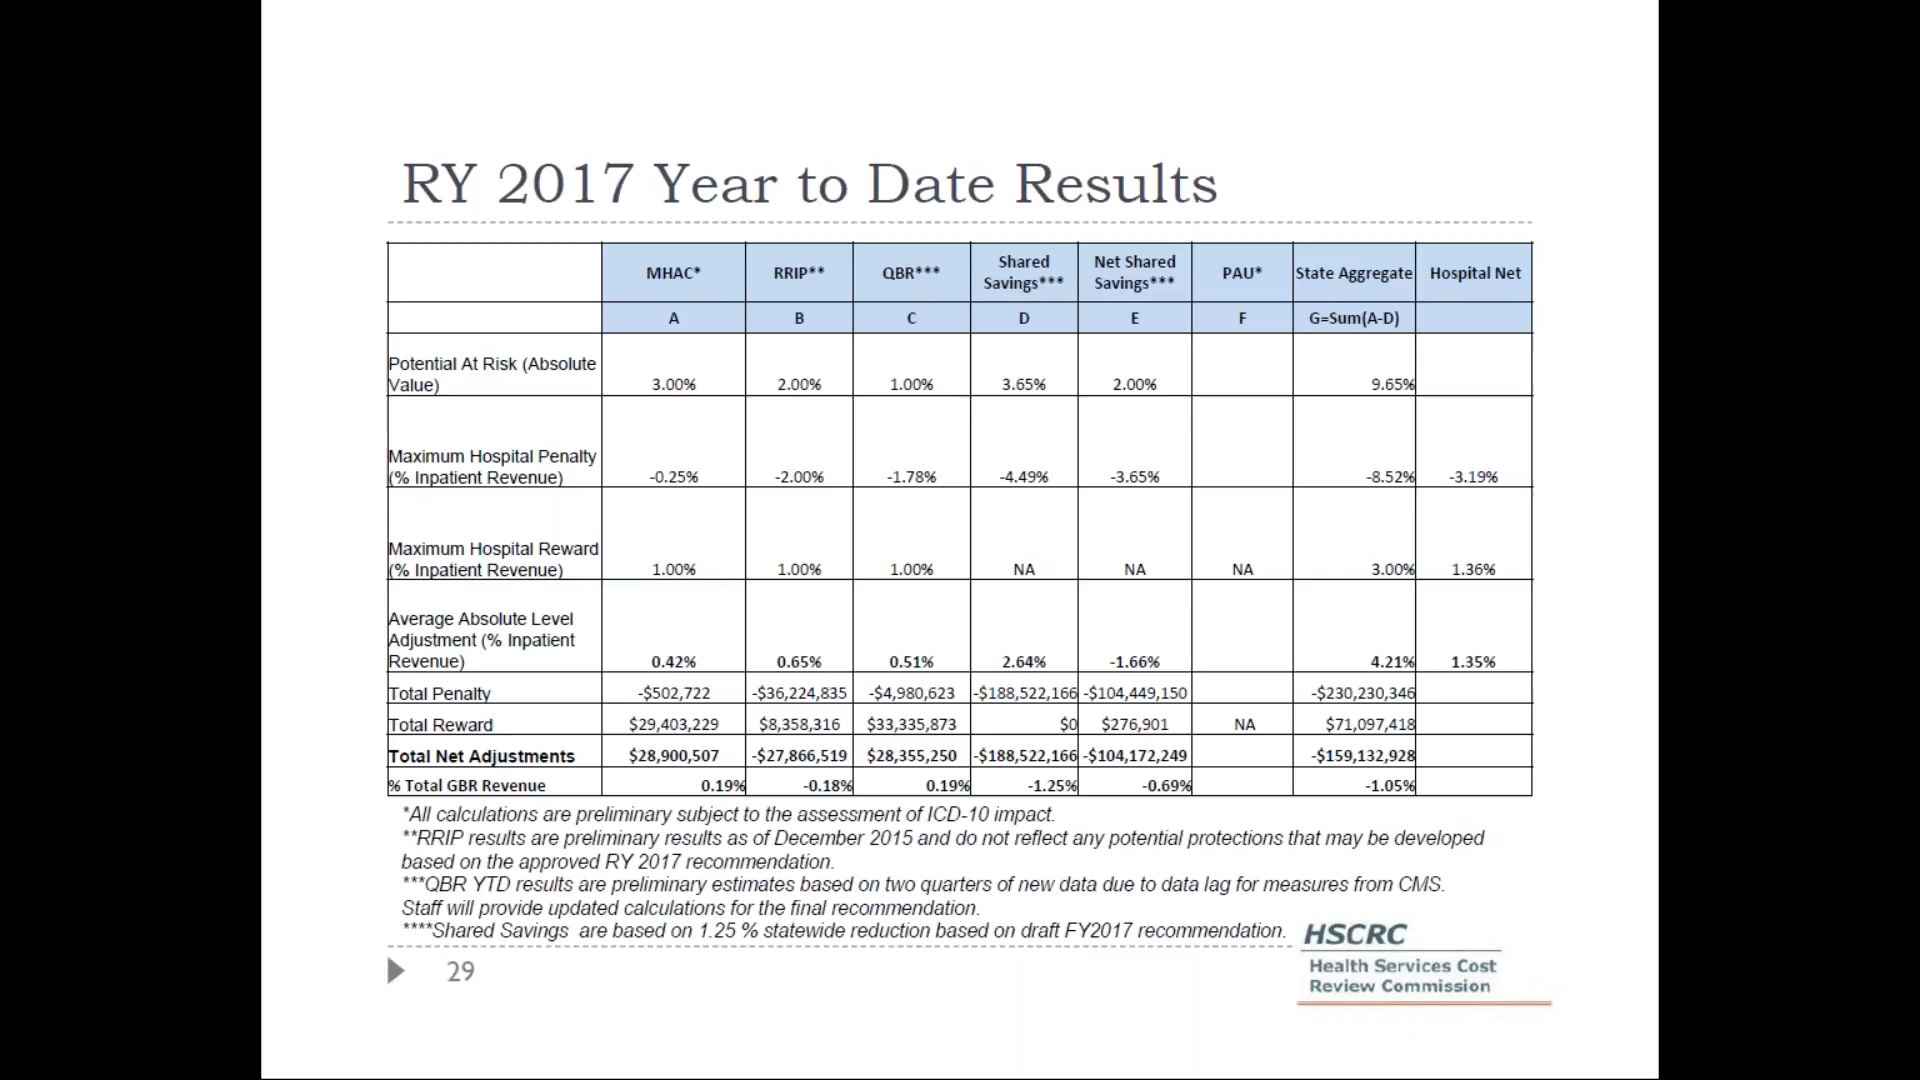 RY 2017 Year to Date Results
MHAC* RRIP** QBR*** Shared Savings*** Net Shared Savings*** PAU* State Aggregate Hospital Net
A B C D E F G=Sum(A-D)
Potential At Risk (Absolute Value) 3.00% 2.00% 1.00% 3.65% 2.00% 9.65%
Maximum Hospital Penalty (% Inpatient Revenue) -0.25% -2.00% -1.78% -4.49% -3.65% -8.52% -3.19%
Maximum Hospital Reward (% Inpatient Revenue) 1.00% 1.00% 1.00% NA NA NA 3.00% 1.36%
Average Absolute Level Adjustment (% Inpatient Revenue) 0.42% 0.65% 0.51% 2.64% -1.66% 4.21% 1.35%
Total Penalty -$502,722 -$36,224,835 -$4,980,623 -$188,522,166 -$104,449,150 -$230,230,346
Total Reward $29,403,229 $8,358,316 $33,335,873 $0 $276,901 NA $71,097,418
Total Net Adjustments $28,900,507 -$27,866,519 $28,355,250 -$188,522,166 -$104,172,249 -$159,132,928
% Total GBR Revenue 0.19% -0.18% 0.19% -1.25% -0.69% -1.05%
*All calculations are preliminary subject to the assessment of ICD-10 impact.
**RRIP results are preliminary results as of December 2015 and do not reflect any potential protections that may be developed
based on the approved RY 2017 recommendation.
***QBR YTD results are preliminary estimates based on two quarters of new data due to data lag for measures from CMS.
Staff will provide updated calculations for the final recommendation.
****Shared Savings are based on 1.25 % statewide reduction based on draft FY2017 recommendation.
29
HSCRC
Health Services Cost
Review Commission